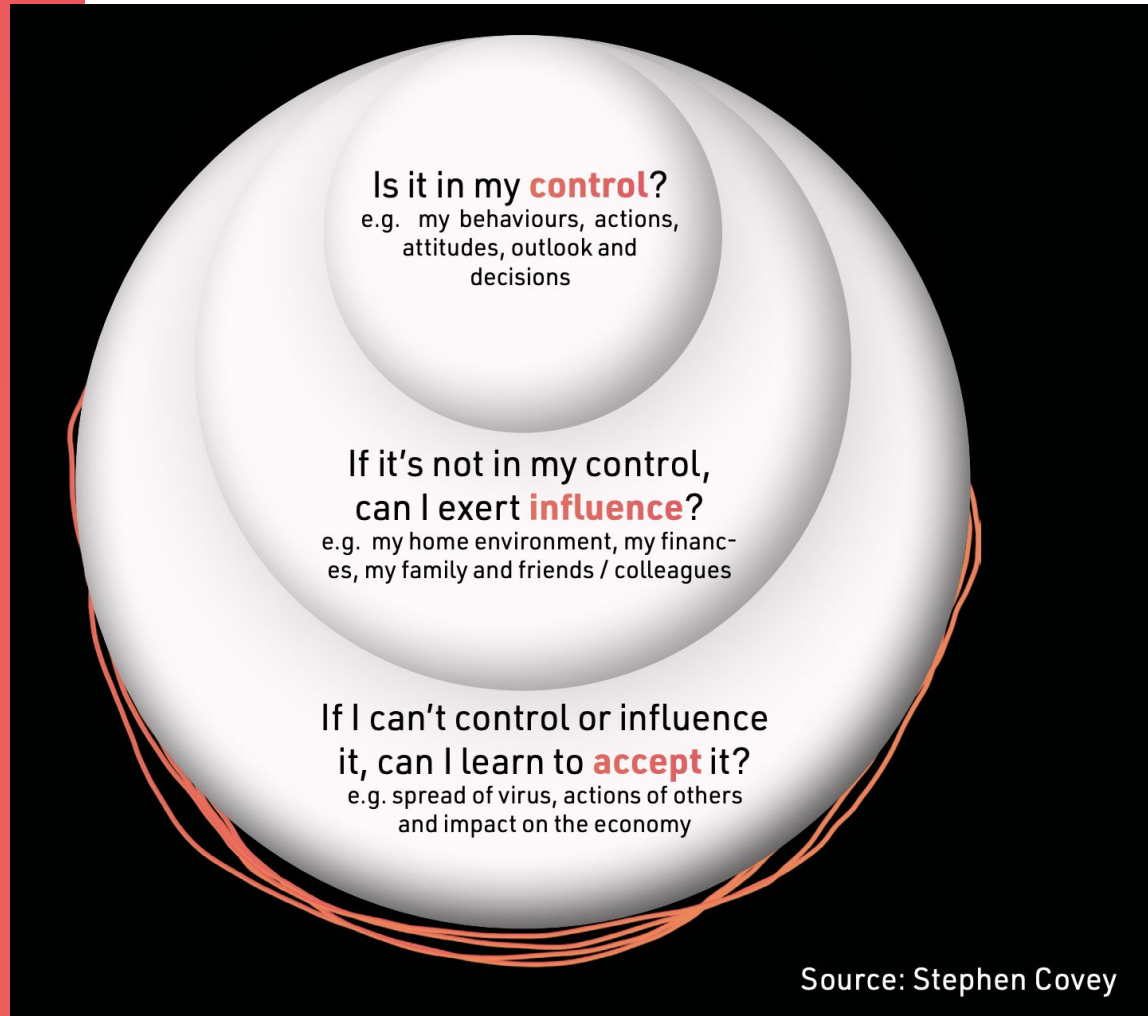 Is it in my control?
e.g. my behaviours, actions,
attitudes, outlook and
decisions
If it's not in my control,
can I exert influence?
e.g. my home environment, my financ-
es, my family and friends / colleagues
If I can't control or influence
it, can I learn to accept it?
e.g. spread of virus, actions of others
and impact on the economy
Source: Stephen Covey